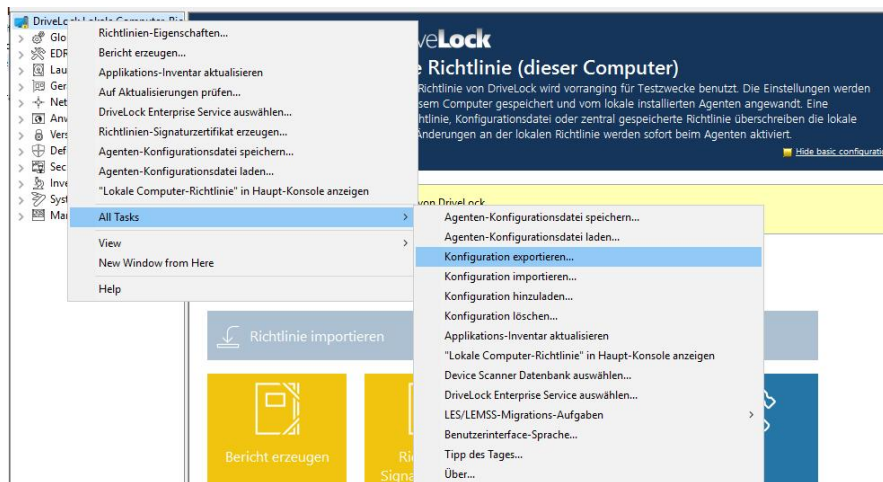 DriveLock Lokale Computer-Ric
Glo
EDR
Lau
Ger
Net
Anw
Vers
Def
Sec
Inve
Syst
Mar
Richtlinien-Eigenschaften...
Bericht erzeugen...
Applikations-Inventar aktualisieren
Auf Aktualisierungen prüfen...
DriveLock Enterprise Service auswählen...
Richtlinien-Signaturzertifikat erzeugen...
Agenten-Konfigurationsdatei speichern...
Agenten-Konfigurationsdatei laden...
"Lokale Computer-Richtlinie" in Haupt-Konsole anzeigen
All Tasks
View
New Window from Here
Help
veLock
e Richtlinie (dieser Computer)
Richtlinie von DriveLock wird vorranging für Testzwecke benutzt. Die Einstellungen werden
sem Computer gespeichert und vom lokale installierten Agenten angewandt. Eine
htlinie, Konfigurationsdatei oder zentral gespeicherte Richtlinie überschreiben die lokale
Änderungen an der lokalen Richtlinie werden sofort beim Agenten aktiviert.
Hide basic configuratio
von DriveLock
Agenten-Konfigurationsdatei speichern...
Agenten-Konfigurationsdatei laden...
Konfiguration exportieren...
Konfiguration importieren...
Konfiguration hinzuladen...
Konfiguration löschen...
Applikations-Inventar aktualisieren
"Lokale Computer-Richtlinie" in Haupt-Konsole anzeigen
Device Scanner Datenbank auswählen...
DriveLock Enterprise Service auswählen...
LES/LEMSS-Migrations-Aufgaben
Benutzerinterface-Sprache...
Tipp des Tages...
Über...
Richtlinie importieren
Bericht erzeugen
Ri
Signa